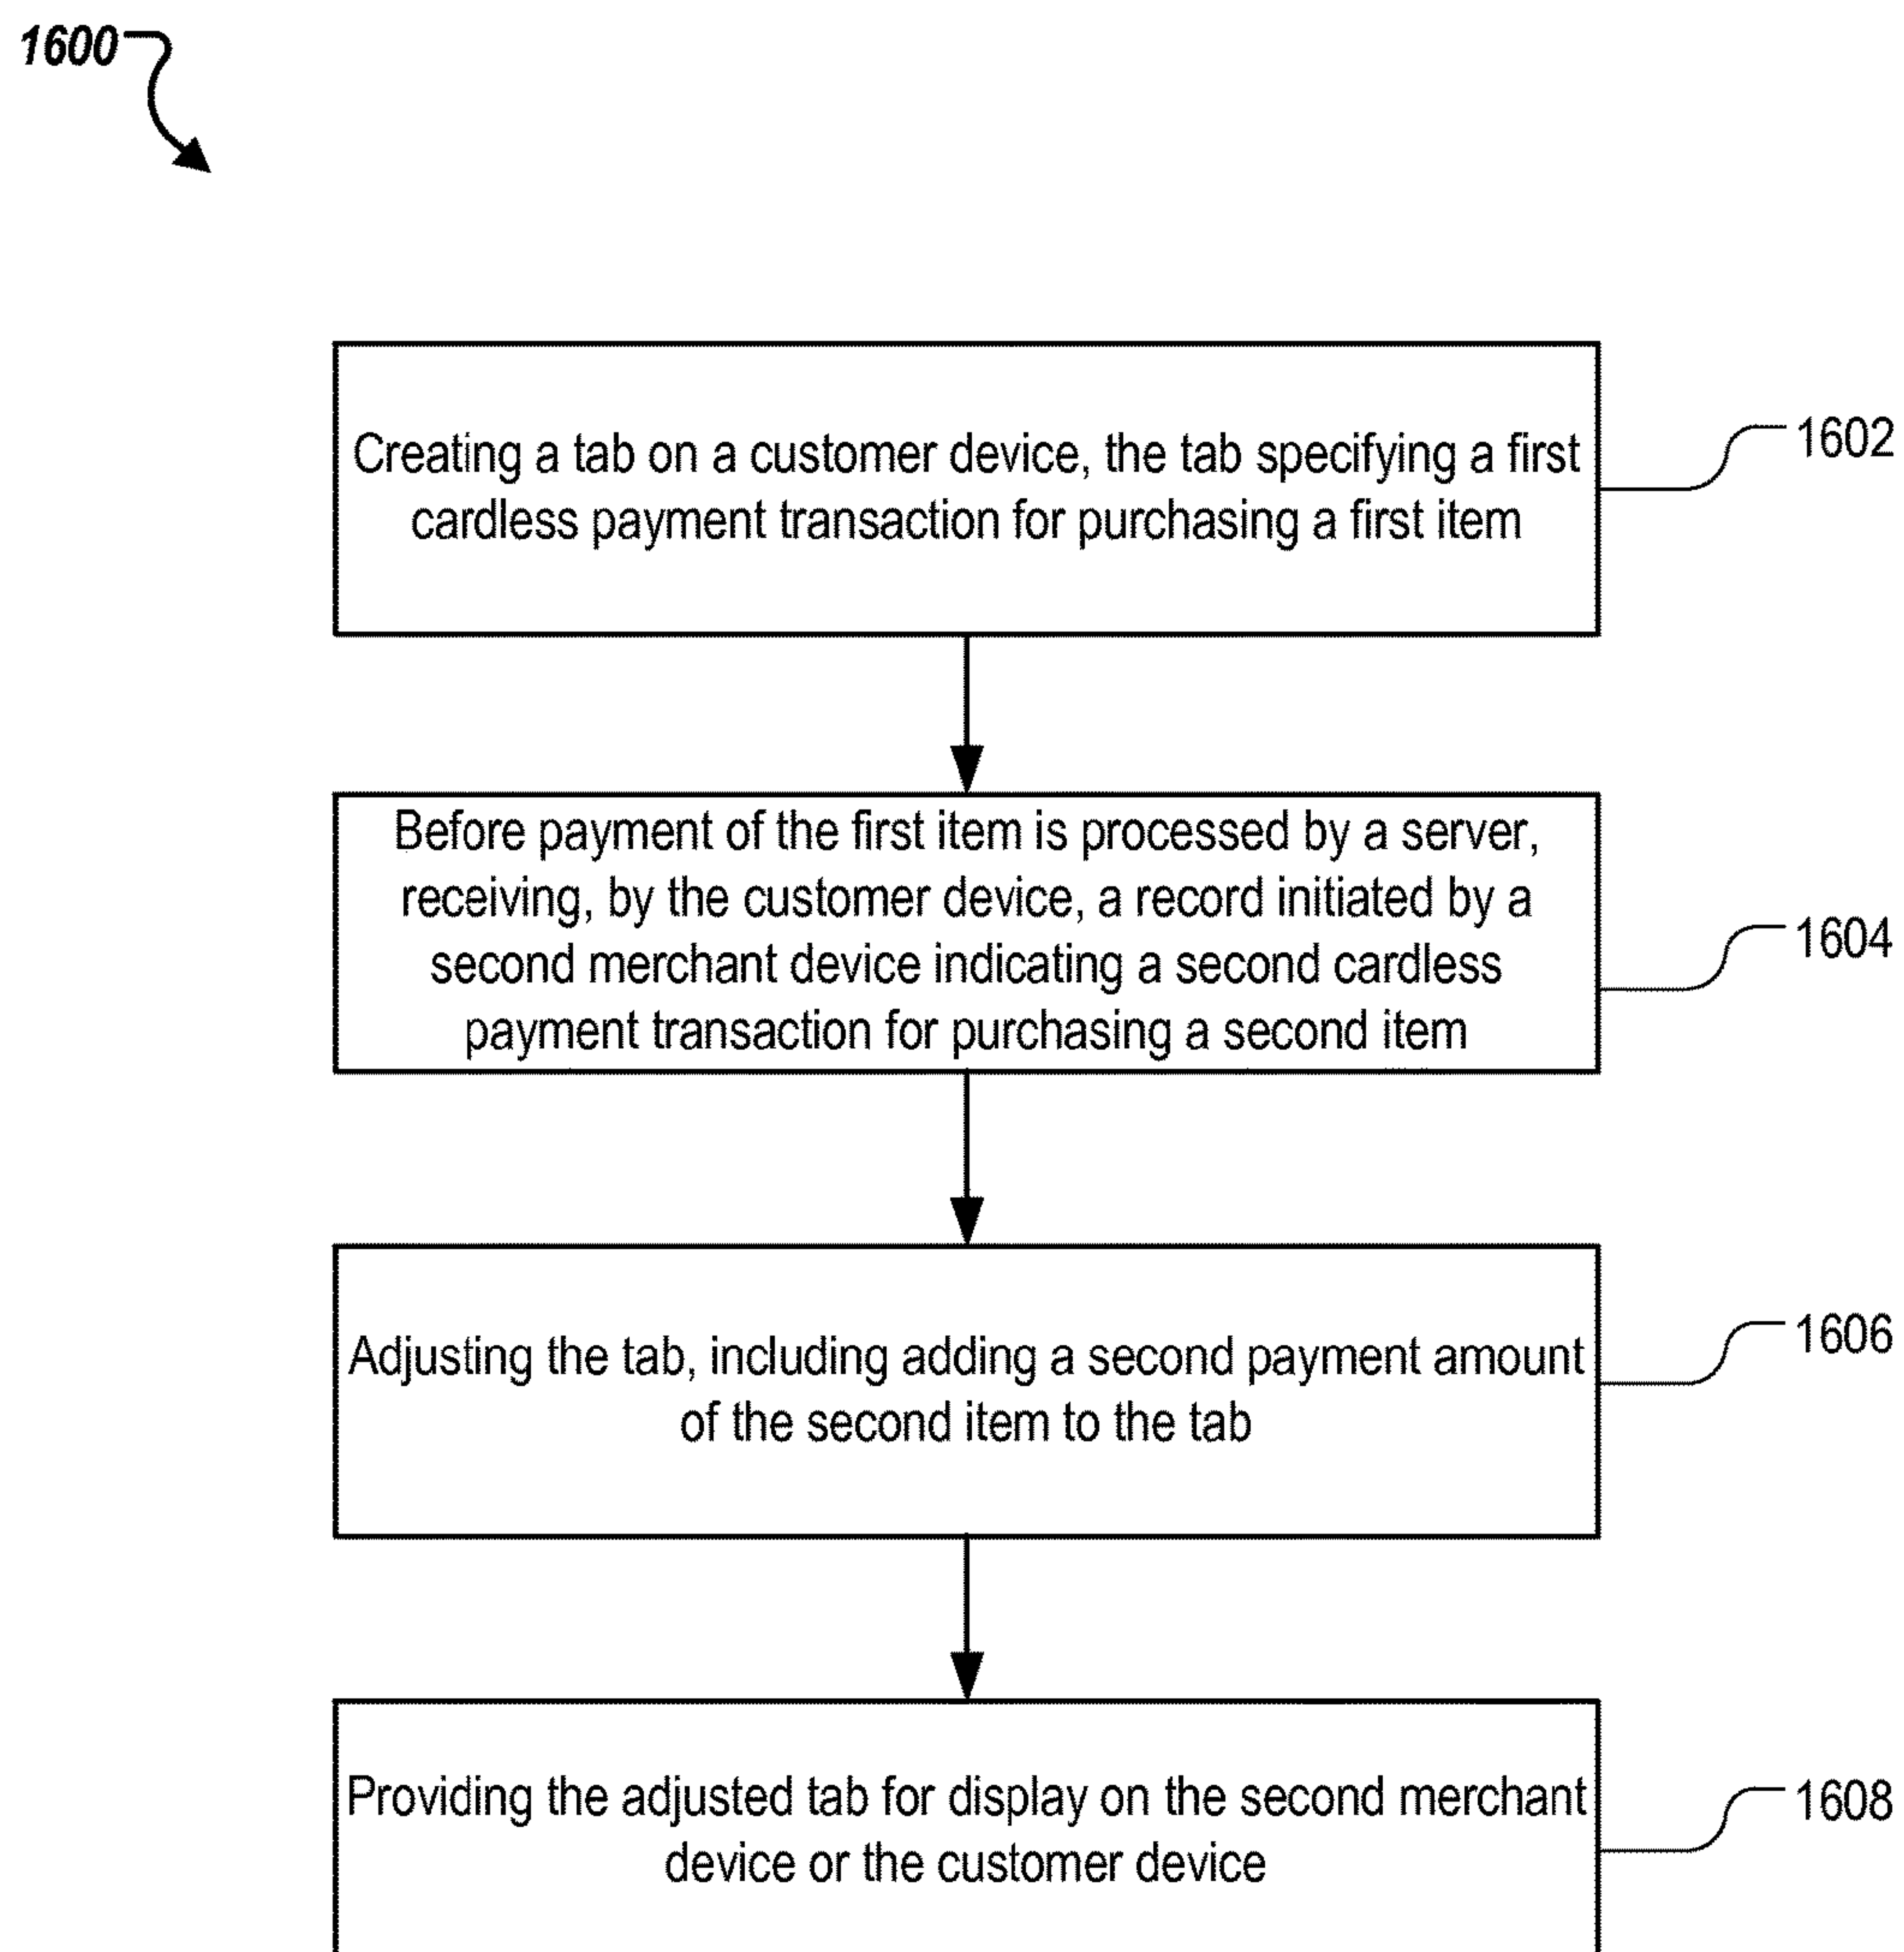 1600
Creating a tab on a customer device, the tab specifying a first
cardless payment transaction for purchasing a first item
1602
Before payment of the first item is processed by a server,
receiving, by the customer device, a record initiated by a
second merchant device indicating a second cardless
payment transaction for purchasing a second item
1604
Adjusting the tab, including adding a second payment amount
of the second item to the tab
1606
Providing the adjusted tab for display on the second merchant
device or the customer device
1608